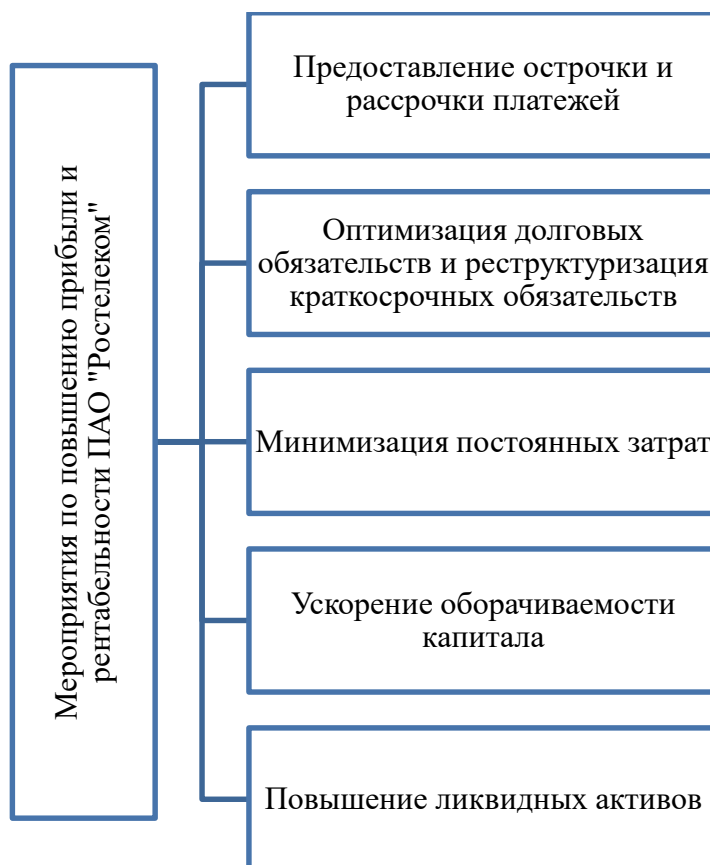 Мероприятия по повышению прибыли и
рентабельности ПАО "Ростелеком"
Предоставление острочки и
рассрочки платежей
Оптимизация долговых
обязательств и реструктуризация
краткосрочных обязательств
Минимизация постоянных затрат
Ускорение оборачиваемости
капитала
Повышение ликвидных активов